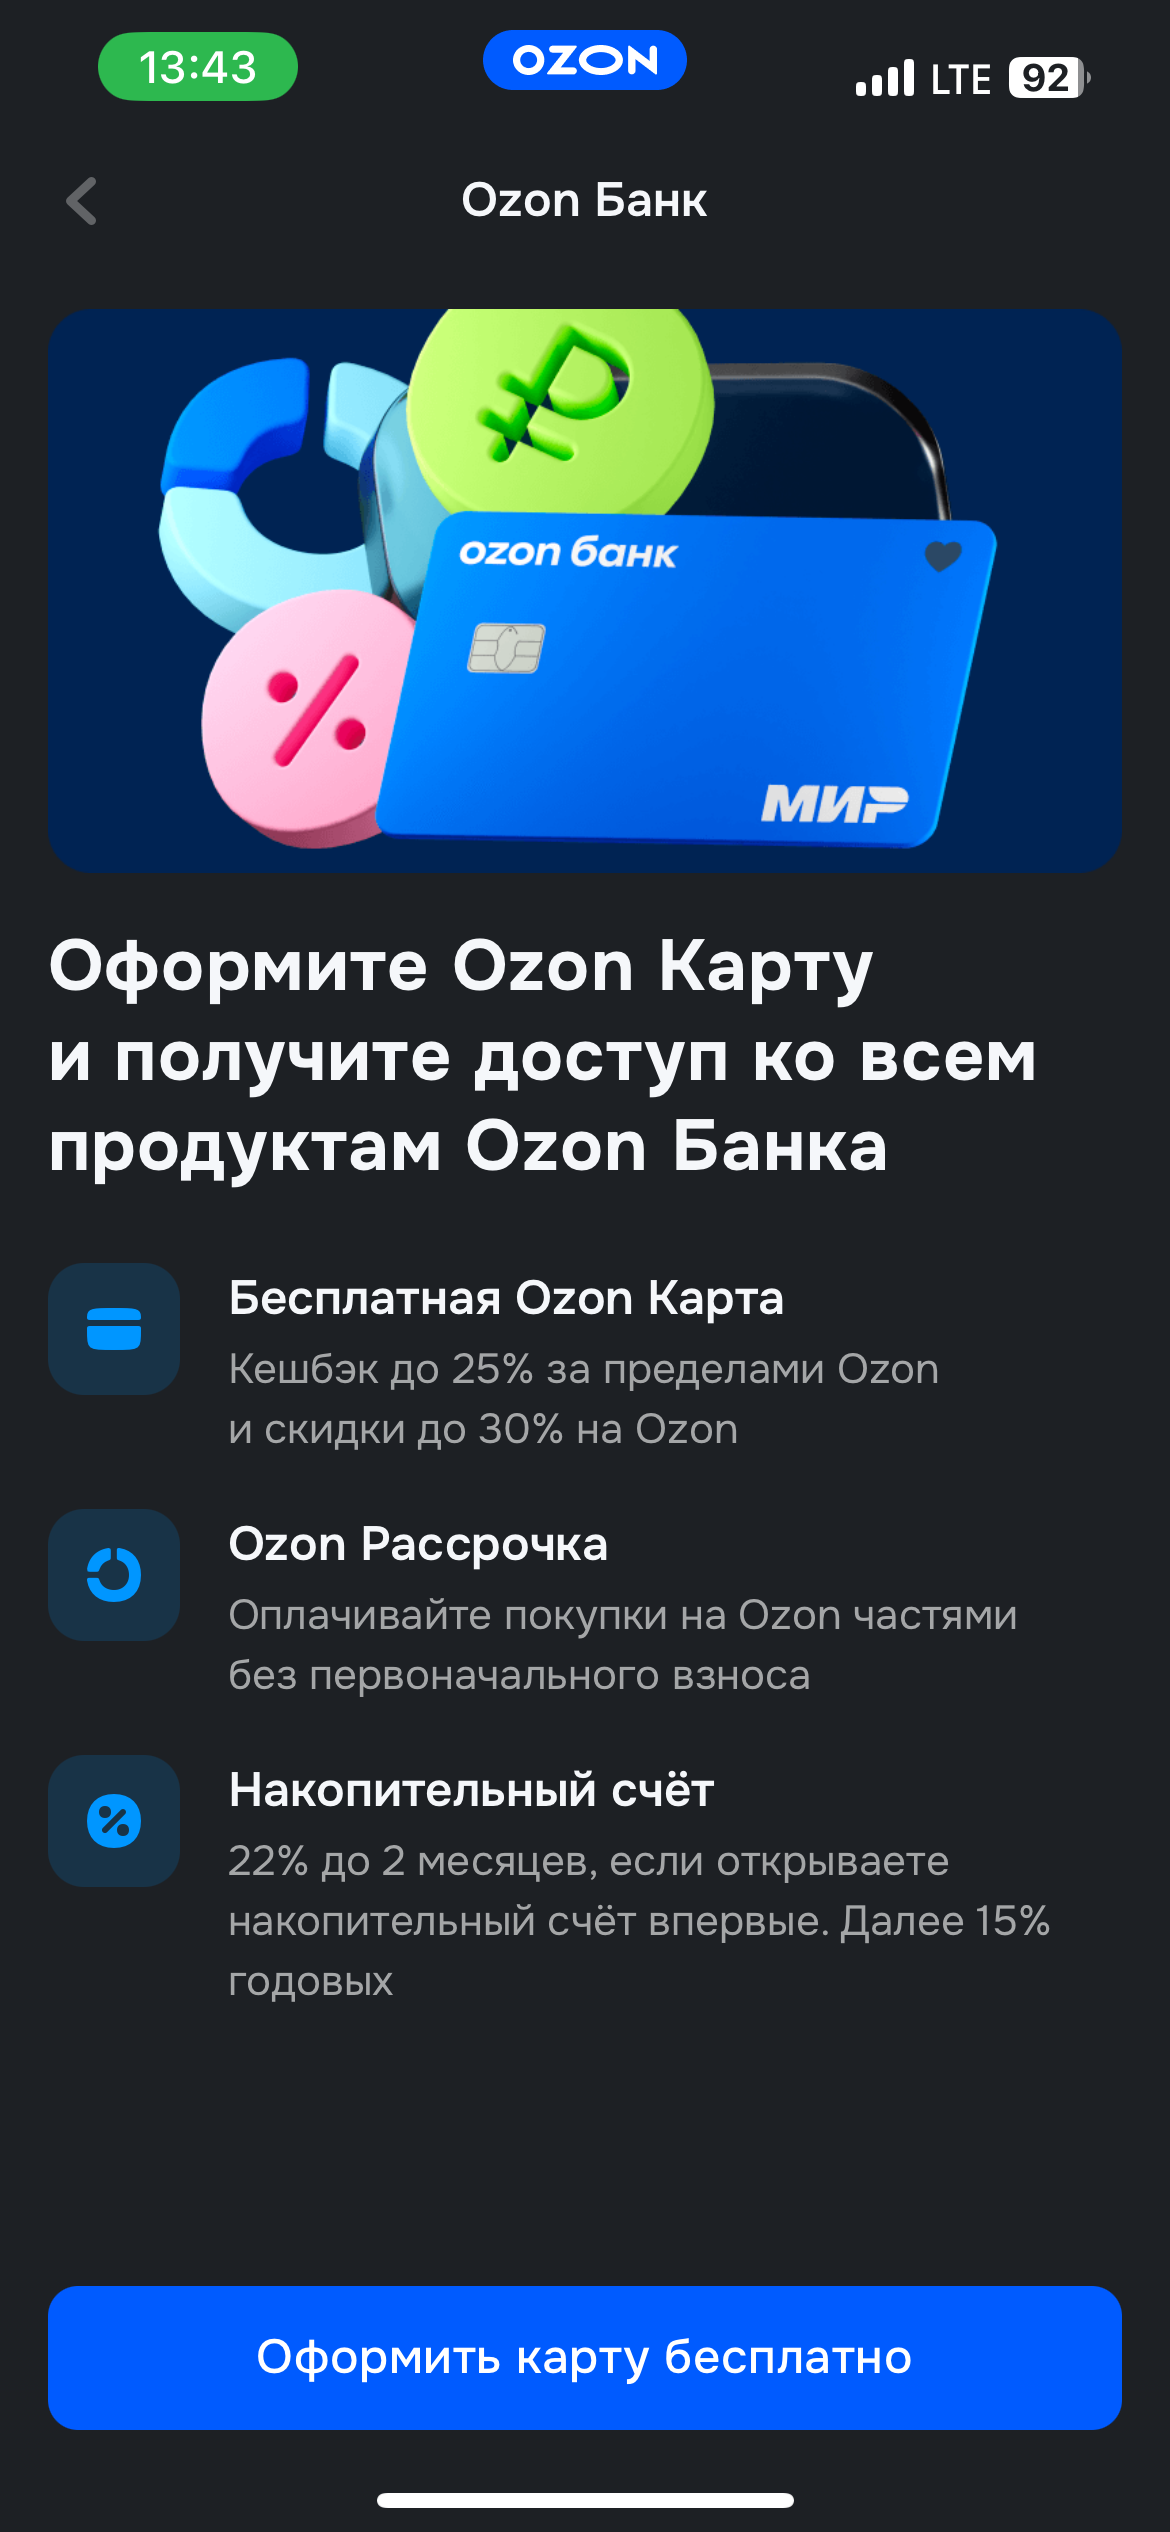 13:43
OZON
LTE
92
Ozon Банк
ozon банк
%
МИР
Оформите Ozon Карту
и получите доступ ко всем
продуктам Ozon Банка
Бесплатная Ozon Карта
Кешбэк до 25% за пределами Ozon
и скидки до 30% на Ozon
Ozon Рассрочка
Оплачивайте покупки на Ozon частями
без первоначального взноса
Накопительный счёт
22% до 2 месяцев, если открываете
накопительный счёт впервые. Далее 15%
годовых
Оформить карту бесплатно